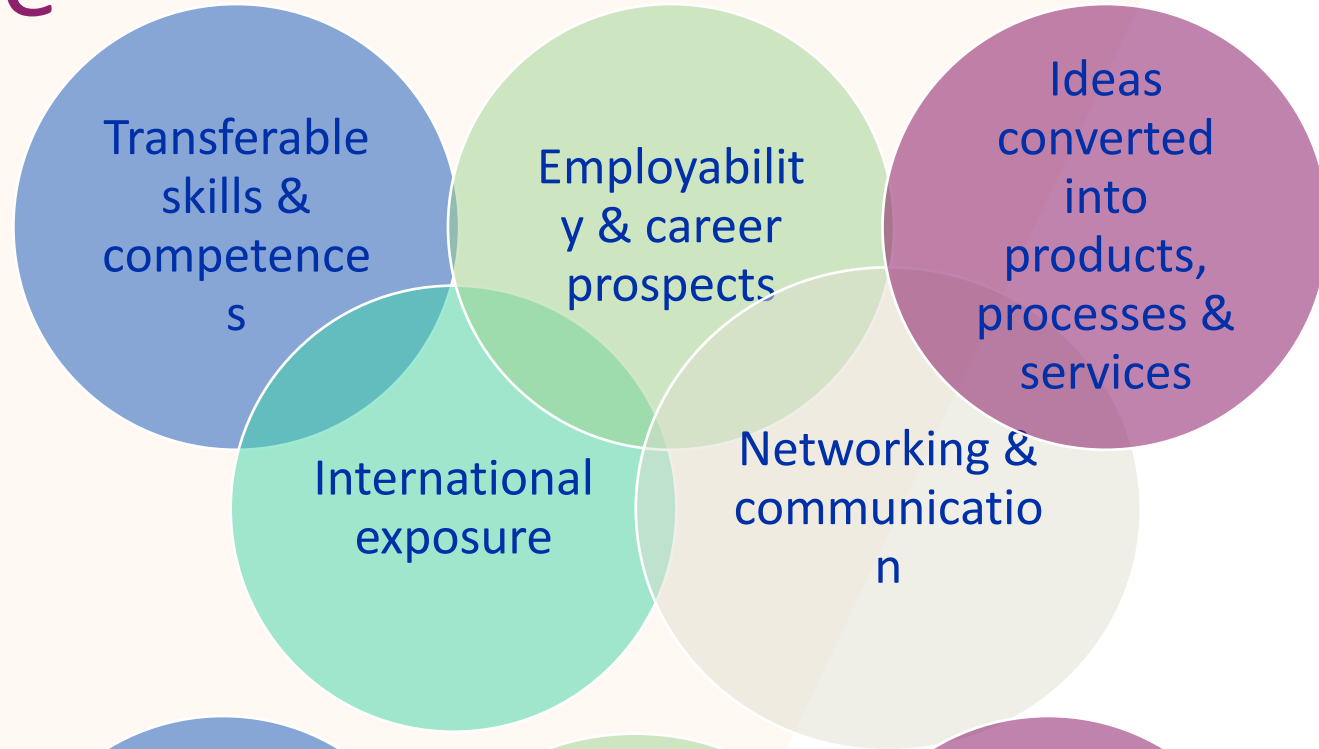 e
Transferable
skills &
competence
s
Employabilit
y & career
prospects
Ideas
converted
into
products,
processes &
services
International
exposure
Networking &
communicatio
n